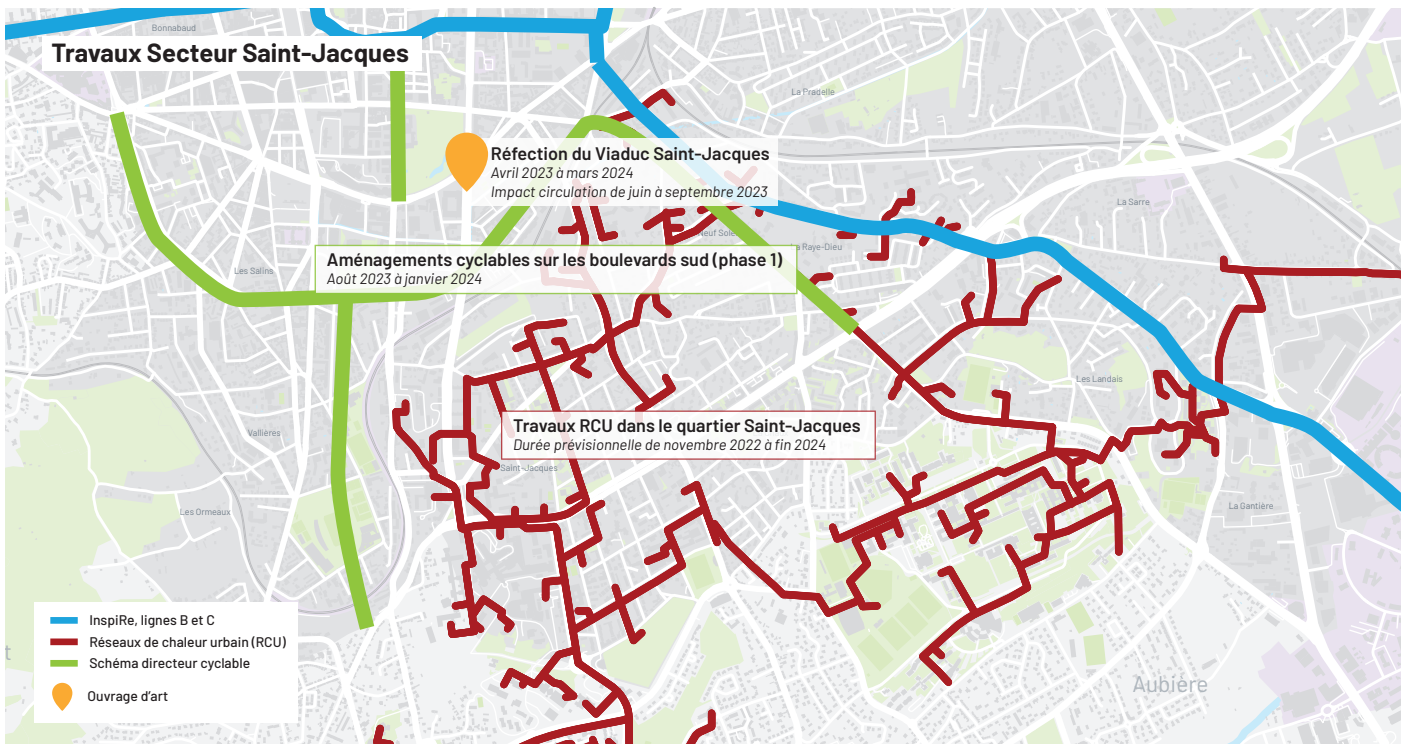 Bonnabaud
Travaux Secteur Saint-Jacques
La Pradelle
Réfection du Viaduc Saint-Jacques
Avril 2023 à mars 2024
Impact circulation de juin à septembre 2023
La Sarre
Neuf Sole
a Raye-Dieu
Aménagements cyclables sur les boulevards sud (phase 1)
Août 2023 à janvier 2024
Les Salins
Les Landais
Travaux RCU dans le quartier Saint-Jacques
Durée prévisionnelle de novembre 2022 à fin 2024
Vallières
Saint-Jacques
Les Ormeaux
La Gantière
InspiRe, lignes B et C
Réseaux de chaleur urbain (RCU)
Schéma directeur cyclable
Ouvrage d'art
Aubière